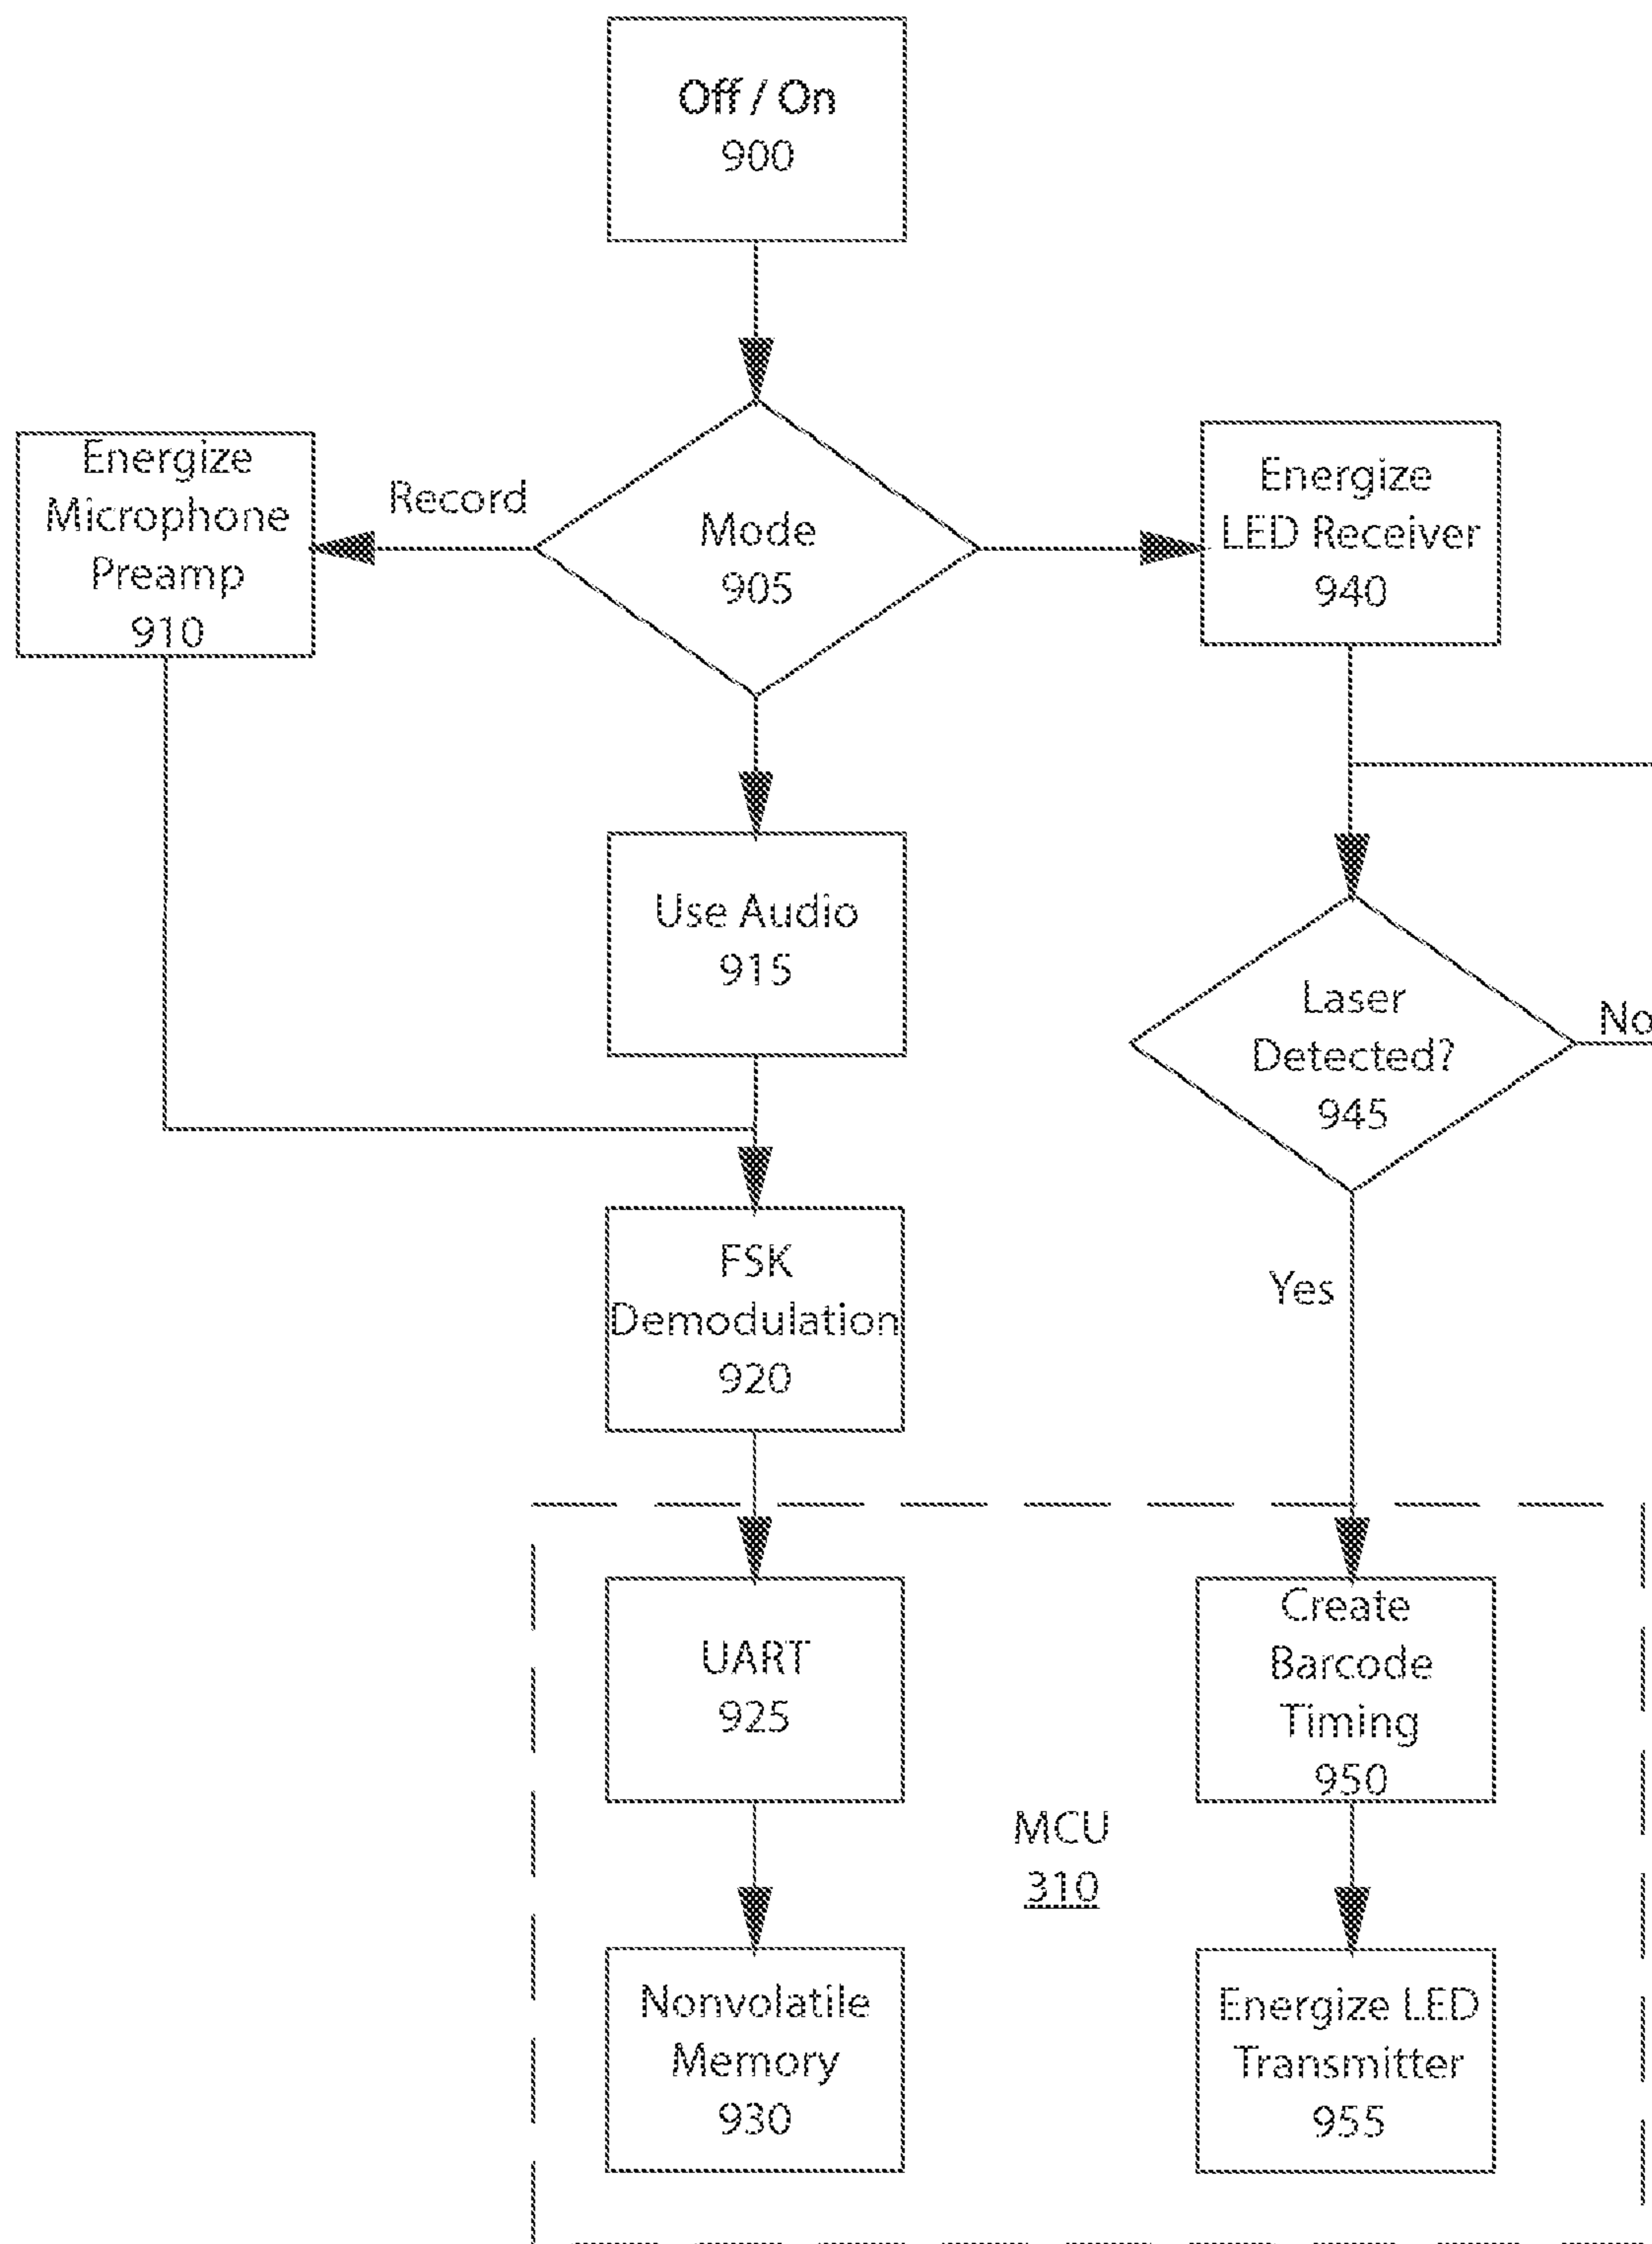 Off / On
900
Energize
Microphone
Preamp
910
Record
Mode
905
Energize
LED Receiver
940
Use Audio
915
Laser
Detected?
945
No
FSK
Demodulation
920
Yes
UART
925
Create
Barcode
Timing
950
MCU
310
Nonvolatile
Memory
930
Energize LED
Transmitter
955